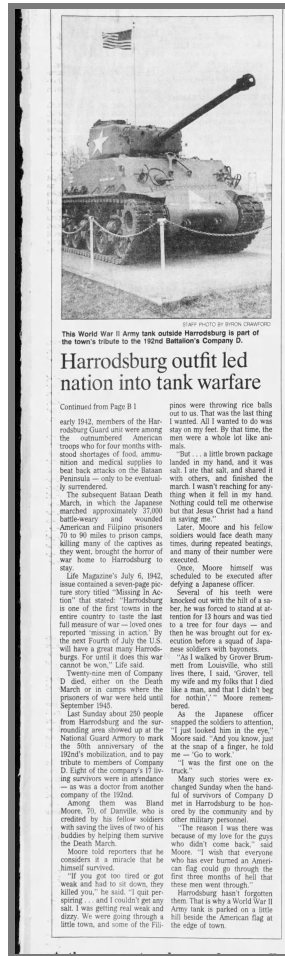 STAFF PHOTO BY BYRON CRAWFORD
This World War II Army tank outside Harrodsburg is part of
the town's tribute to the 192nd Battalion's Company D.
Harrodsburg outfit led
nation into tank warfare
Continued from Page B 1
early 1942, members of the Har-
rodsburg Guard unit were among
the outnumbered American
troops who for four months with-
stood shortages of food, ammu-
nition and medical supplies to
beat back attacks on the Bataan
Peninsula — only to be eventual-
ly surrendered.
The subsequent Bataan Death
March, in which the Japanese
marched approximately 37,000
battle-weary and wounded
American and Filipino prisoners
70 to 90 miles to prison camps,
killing many of the captives as
they went, brought the horror of
war home to Harrodsburg to
stay.
Life Magazine's July 6, 1942,
issue contained a seven-page pic-
ture story titled "Missing In Ac-
tion" that stated: "Harrodsburg
is one of the first towns in the
entire country to taste the last
full measure of war — loved ones
reported 'missing in action.' By
the next Fourth of July the U.S.
will have a great many Harrods-
burgs. For until it does this war
cannot be won," Life said.
Twenty-nine men of Company
D died, either on the Death
March or in camps where the
prisoners of war were held until
September 1945.
Last Sunday about 250 people
from Harrodsburg and the sur-
rounding area showed up at the
National Guard Armory to mark
the 50th anniversary of the
192nd's mobilization, and to pay
tribute to members of Company
D. Eight of the company's 17 liv-
ing survivors were in attendance
— as was a doctor from another
company of the 192nd.
Among them was Bland
Moore, 70, of Danville, who is
credited by his fellow soldiers
with saving the lives of two of his
buddies by helping them survive
the Death March.
Moore told reporters that he
considers it a miracle that he
himself survived.
"If you got too tired or got
weak and had to sit down, they
killed you," he said. "I quit per-
spiring . . . and I couldn't get any
salt. I was getting real weak and
dizzy. We were going through a
little town, and some of the Fili-
pinos were throwing rice balls
out to us. That was the last thing
I wanted. All I wanted to do was
stay on my feet. By that time, the
men were a whole lot like ani-
mals.
"But . . . a little brown package
landed in my hand, and it was
salt. I ate that salt, and shared it
with others, and finished the
march. I wasn't reaching for any-
thing when it fell in my hand.
Nothing could tell me otherwise
but that Jesus Christ had a hand
in saving me."
Later, Moore and his fellow
soldiers would face death many
times, during repeated beatings,
and many of their number were
executed.
Once, Moore himself was
scheduled to be executed after
defying a Japanese officer.
Several of his teeth were
knocked out with the hilt of a sa-
ber, he was forced to stand at at-
tention for 13 hours and was tied
to a tree for four days — and
then he was brought out for ex-
ecution before a squad of Japa-
nese soldiers with bayonets.
"As I walked by Grover Brum-
mett from Louisville, who still
lives there, I said, 'Grover, tell
my wife and my folks that I died
like a man, and that I didn't beg
for nothin',' " Moore remem-
bered.
As the Japanese officer
snapped the soldiers to attention,
"I just looked him in the eye,"
Moore said. "And you know, just
at the snap of a finger, he told
me — 'Go to work.'
"I was the first one on the
truck."
Many such stories were ex-
changed Sunday when the hand-
ful of survivors of Company D
met in Harrodsburg to be hon-
ored by the community and by
other military personnel.
"The reason I was there was
because of my love for the guys
who didn't come back," said
Moore. "I wish that everyone
who has ever burned an Ameri-
can flag could go through the
first three months of hell that
these men went through."
Harrodsburg hasn't forgotten
them. That is why a World War II
Army tank is parked on a little
hill beside the American flag at
the edge of town.